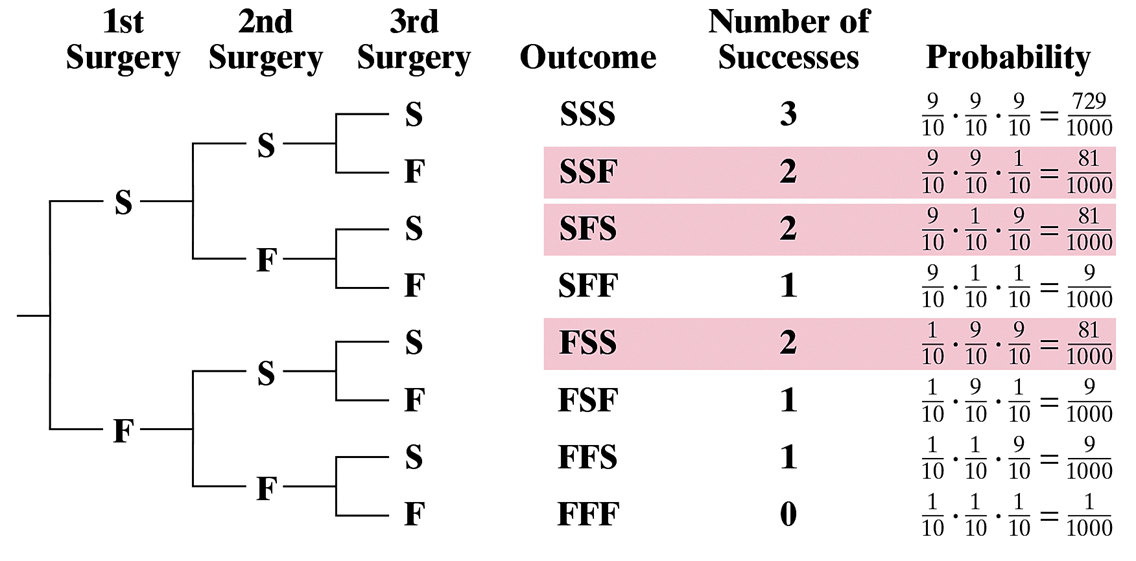 1st Surgery 2nd Surgery 3rd Surgery Outcome Number of Successes Probability
S
F
S
F
S
F
S
F
S
F
S
F
S
F
SSS 3 9/10 · 9/10 · 9/10 = 729/1000
SSF 2 9/10 · 9/10 · 1/10 = 81/1000
SFS 2 9/10 · 1/10 · 9/10 = 81/1000
SFF 1 9/10 · 1/10 · 1/10 = 9/1000
FSS 2 1/10 · 9/10 · 9/10 = 81/1000
FSF 1 1/10 · 9/10 · 1/10 = 9/1000
FFS 1 1/10 · 1/10 · 9/10 = 9/1000
FFF 0 1/10 · 1/10 · 1/10 = 1/1000